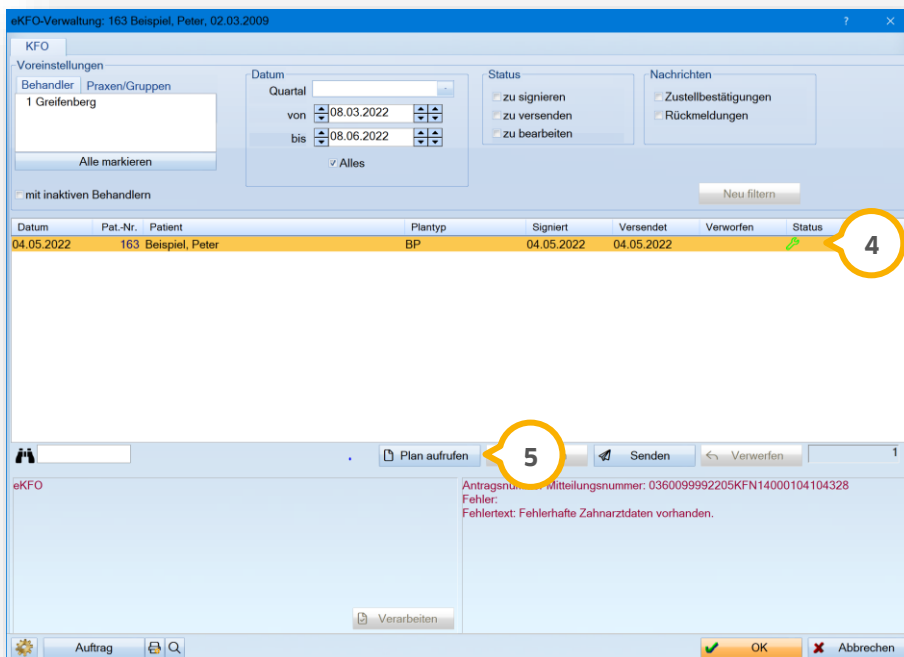 eKFO-Verwaltung: 163 Beispiel, Peter, 02.03.2009 ? ×
KFO
Voreinstellungen
Behandler Praxen/Gruppen
1 Greifenberg
Alle markieren
mit inaktiven Behandlern
Datum
Quartal
von 08.03.2022
bis 08.06.2022
Alles
Status
zu signieren
zu versenden
zu bearbeiten
Nachrichten
Zustellbestätigungen
Rückmeldungen
Neu filtern
Datum Pat.-Nr. Patient Plantyp Signiert Versendet Verworfen Status
04.05.2022 163 Beispiel, Peter BP 04.05.2022 04.05.2022
4
Plan aufrufen Senden Verwerfen 1
5
eKFO
Mitteilungsnummer: 0360099992205KFN14000104104328
Fehler:
Fehlertext: Fehlerhafte Zahnarztdaten vorhanden.
Verarbeiten
Auftrag OK Abbrechen